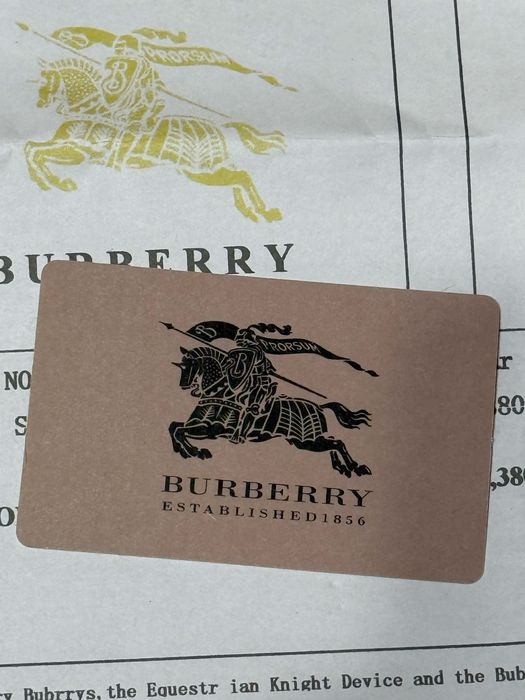 PRORSUM
BURBERRY
B
PRORSUM
B
BURBERRY
ESTABLISHED1856
NO
80
,380
Bubrrys,the Equestr ian Knight Device and the Bub